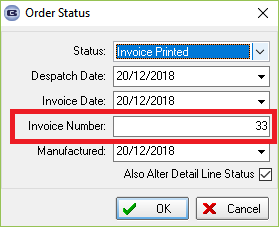 Order Status
Status: Invoice Printed
Despatch Date: 20/12/2018
Invoice Date: 20/12/2018
Invoice Number: 33
Manufactured: 20/12/2018
Also Alter Detail Line Status
OK Cancel